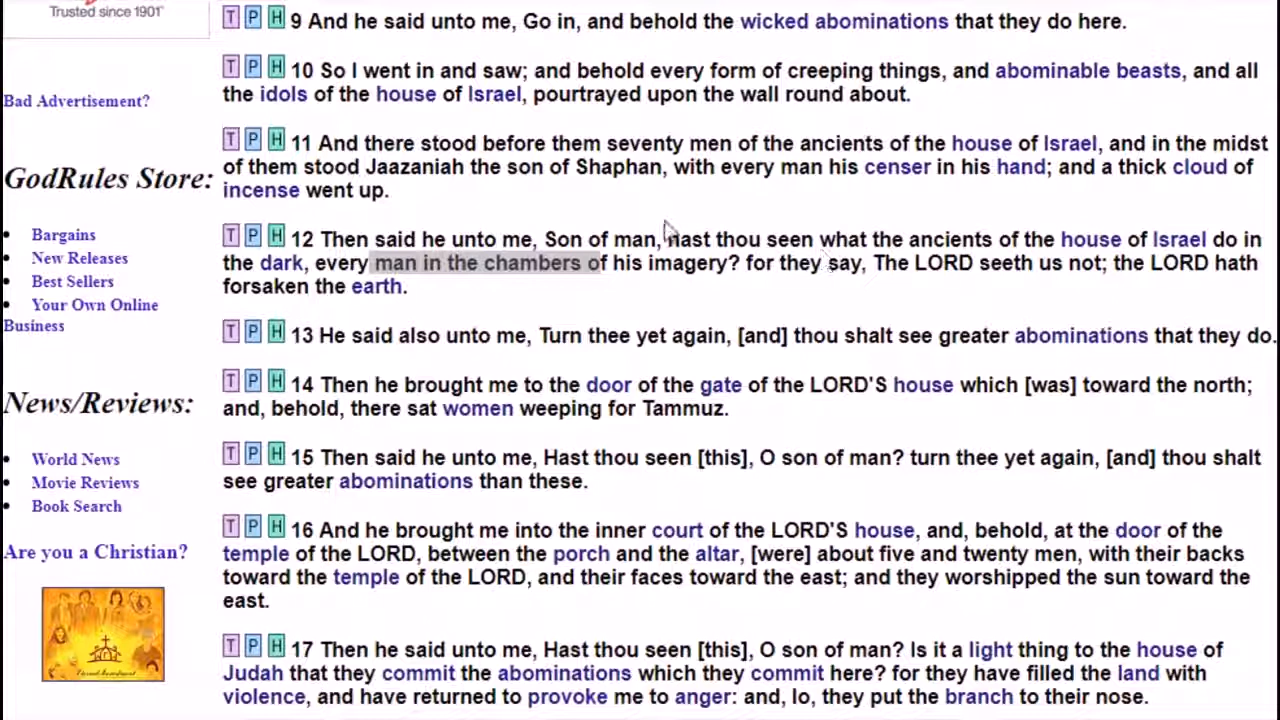 Trusted since 1901
Bad Advertisement?
GodRules Store:
Bargains
New Releases
Best Sellers
Your Own Online
Business
News/Reviews:
World News
Movie Reviews
Book Search
Are you a Christian?
T P H 9 And he said unto me, Go in, and behold the wicked abominations that they do here.
T P H 10 So I went in and saw; and behold every form of creeping things, and abominable beasts, and all
the idols of the house of Israel, pourtrayed upon the wall round about.
T P H 11 And there stood before them seventy men of the ancients of the house of Israel, and in the midst
of them stood Jaazaniah the son of Shaphan, with every man his censer in his hand; and a thick cloud of
incense went up.
T P H 12 Then said he unto me, Son of man, hast thou seen what the ancients of the house of Israel do in
the dark, every man in the chambers of his imagery? for they say, The LORD seeth us not; the LORD hath
forsaken the earth.
T P H 13 He said also unto me, Turn thee yet again, [and] thou shalt see greater abominations that they do.
T P H 14 Then he brought me to the door of the gate of the LORD'S house which [was] toward the north;
and, behold, there sat women weeping for Tammuz.
T P H 15 Then said he unto me, Hast thou seen [this], O son of man? turn thee yet again, [and] thou shalt
see greater abominations than these.
T P H 16 And he brought me into the inner court of the LORD'S house, and, behold, at the door of the
temple of the LORD, between the porch and the altar, [were] about five and twenty men, with their backs
toward the temple of the LORD, and their faces toward the east; and they worshipped the sun toward the
east.
T P H 17 Then he said unto me, Hast thou seen [this], O son of man? Is it a light thing to the house of
Judah that they commit the abominations which they commit here? for they have filled the land with
violence, and have returned to provoke me to anger: and, lo, they put the branch to their nose.